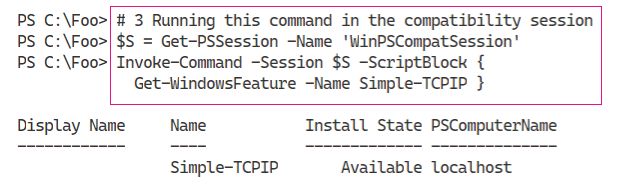 PS C:\Foo> # 3 Running this command in the compatibility session
PS C:\Foo> $S = Get-PSSession -Name 'WinPSCompatSession'
PS C:\Foo> Invoke-Command -Session $S -ScriptBlock {
             Get-WindowsFeature -Name Simple-TCPIP }

Display Name     Name           Install State PSComputerName
------------     ----           ------------- --------------
                 Simple-TCPIP       Available localhost